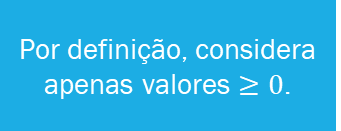 Por definição, considera
apenas valores ≥ 0.